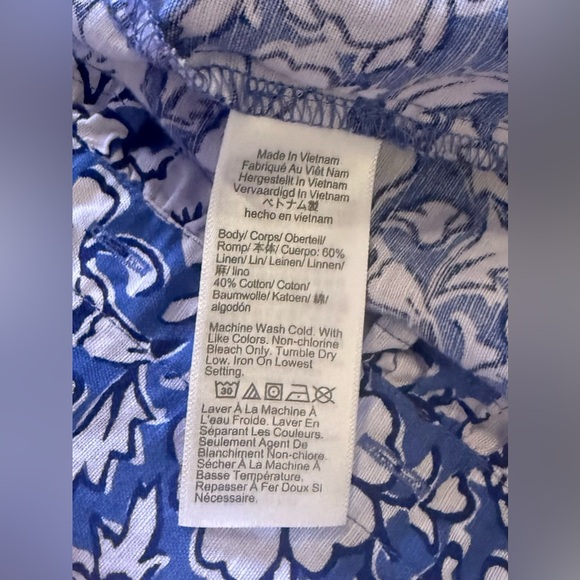 Made In Vietnam
Fabriqué Au Viêt Nam
Hergestellt In Vietnam
Vervaardigd In Vietnam
ベトナム製
hecho en vietnam
Body/ Corps/ Oberteil/
Romp/ 本体/ Cuerpo: 60%
Linen/ Lin/ Leinen/ Linnen/
麻/ lino
40% Cotton/ Coton/
Baumwolle/ Katoen/ 綿/
algodón
Machine Wash Cold. With
Like Colors. Non-chlorine
Bleach Only. Tumble Dry
Low. Iron On Lowest
Setting.
30
Laver À La Machine À
L'eau Froide. Laver En
Séparant Les Couleurs.
Seulement Agent De
Blanchiment Non-chlore.
Sécher À La Machine À
Basse Température.
Repasser À Fer Doux Si
Nécessaire.